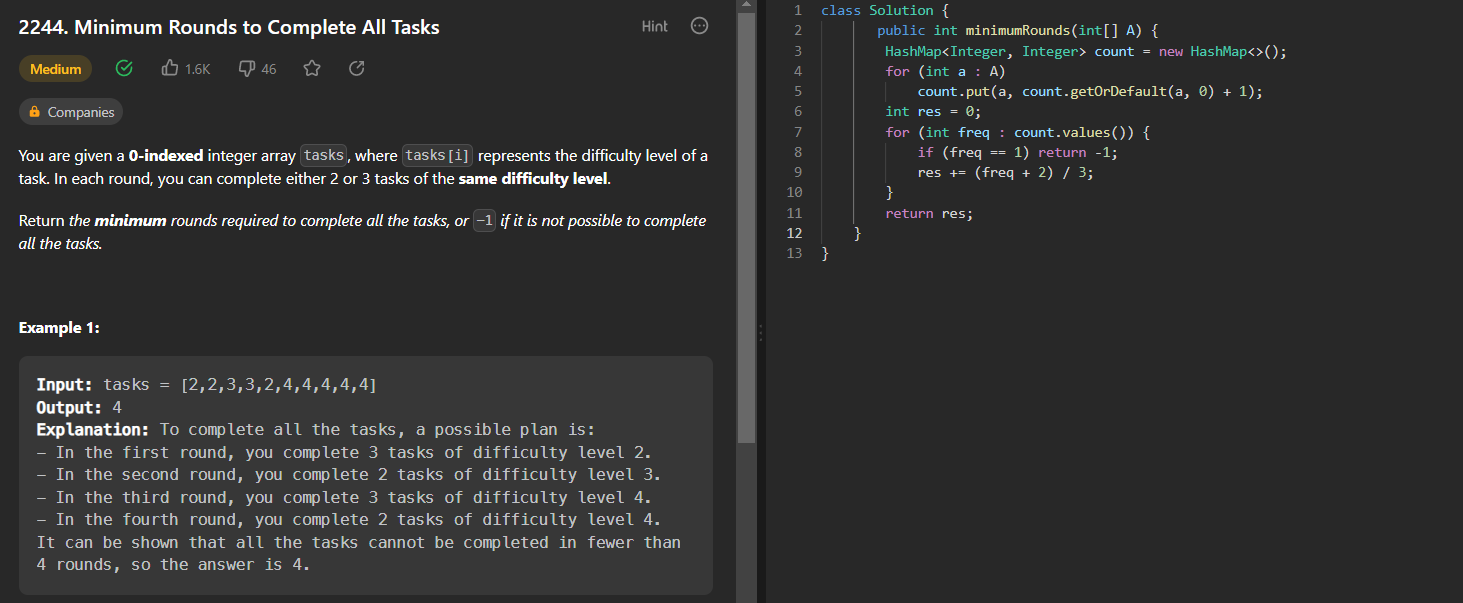 2244. Minimum Rounds to Complete All Tasks
Hint
Medium
1.6K
46
Companies
You are given a 0-indexed integer array tasks, where tasks[i] represents the difficulty level of a
task. In each round, you can complete either 2 or 3 tasks of the same difficulty level.
Return the minimum rounds required to complete all the tasks, or -1 if it is not possible to complete
all the tasks.
Example 1:
Input: tasks = [2,2,3,3,2,4,4,4,4,4]
Output: 4
Explanation: To complete all the tasks, a possible plan is:
- In the first round, you complete 3 tasks of difficulty level 2.
- In the second round, you complete 2 tasks of difficulty level 3.
- In the third round, you complete 3 tasks of difficulty level 4.
- In the fourth round, you complete 2 tasks of difficulty level 4.
It can be shown that all the tasks cannot be completed in fewer than
4 rounds, so the answer is 4.
1 class Solution {
2 public int minimumRounds(int[] A) {
3 HashMap<Integer, Integer> count = new HashMap<>();
4 for (int a : A)
5 count.put(a, count.getOrDefault(a, 0) + 1);
6 int res = 0;
7 for (int freq : count.values()) {
8 if (freq == 1) return -1;
9 res += (freq + 2) / 3;
10 }
11 return res;
12 }
13 }